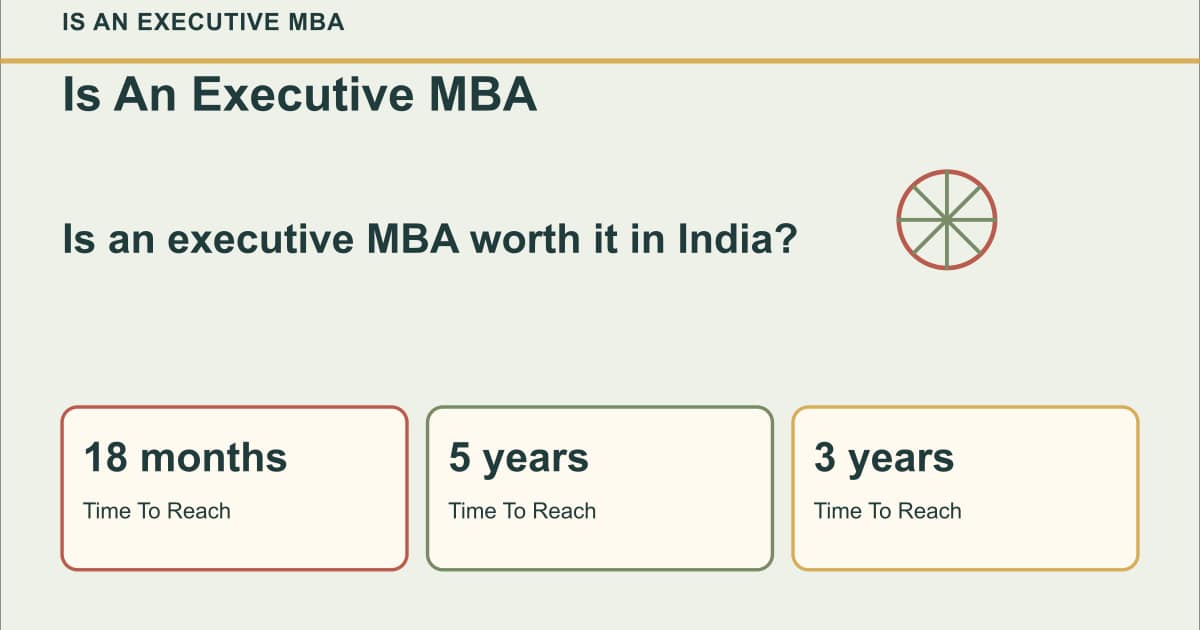 IS AN EXECUTIVE MBA
Is An Executive MBA
Is an executive MBA worth it in India?
18 months
Time To Reach
5 years
Time To Reach
3 years
Time To Reach